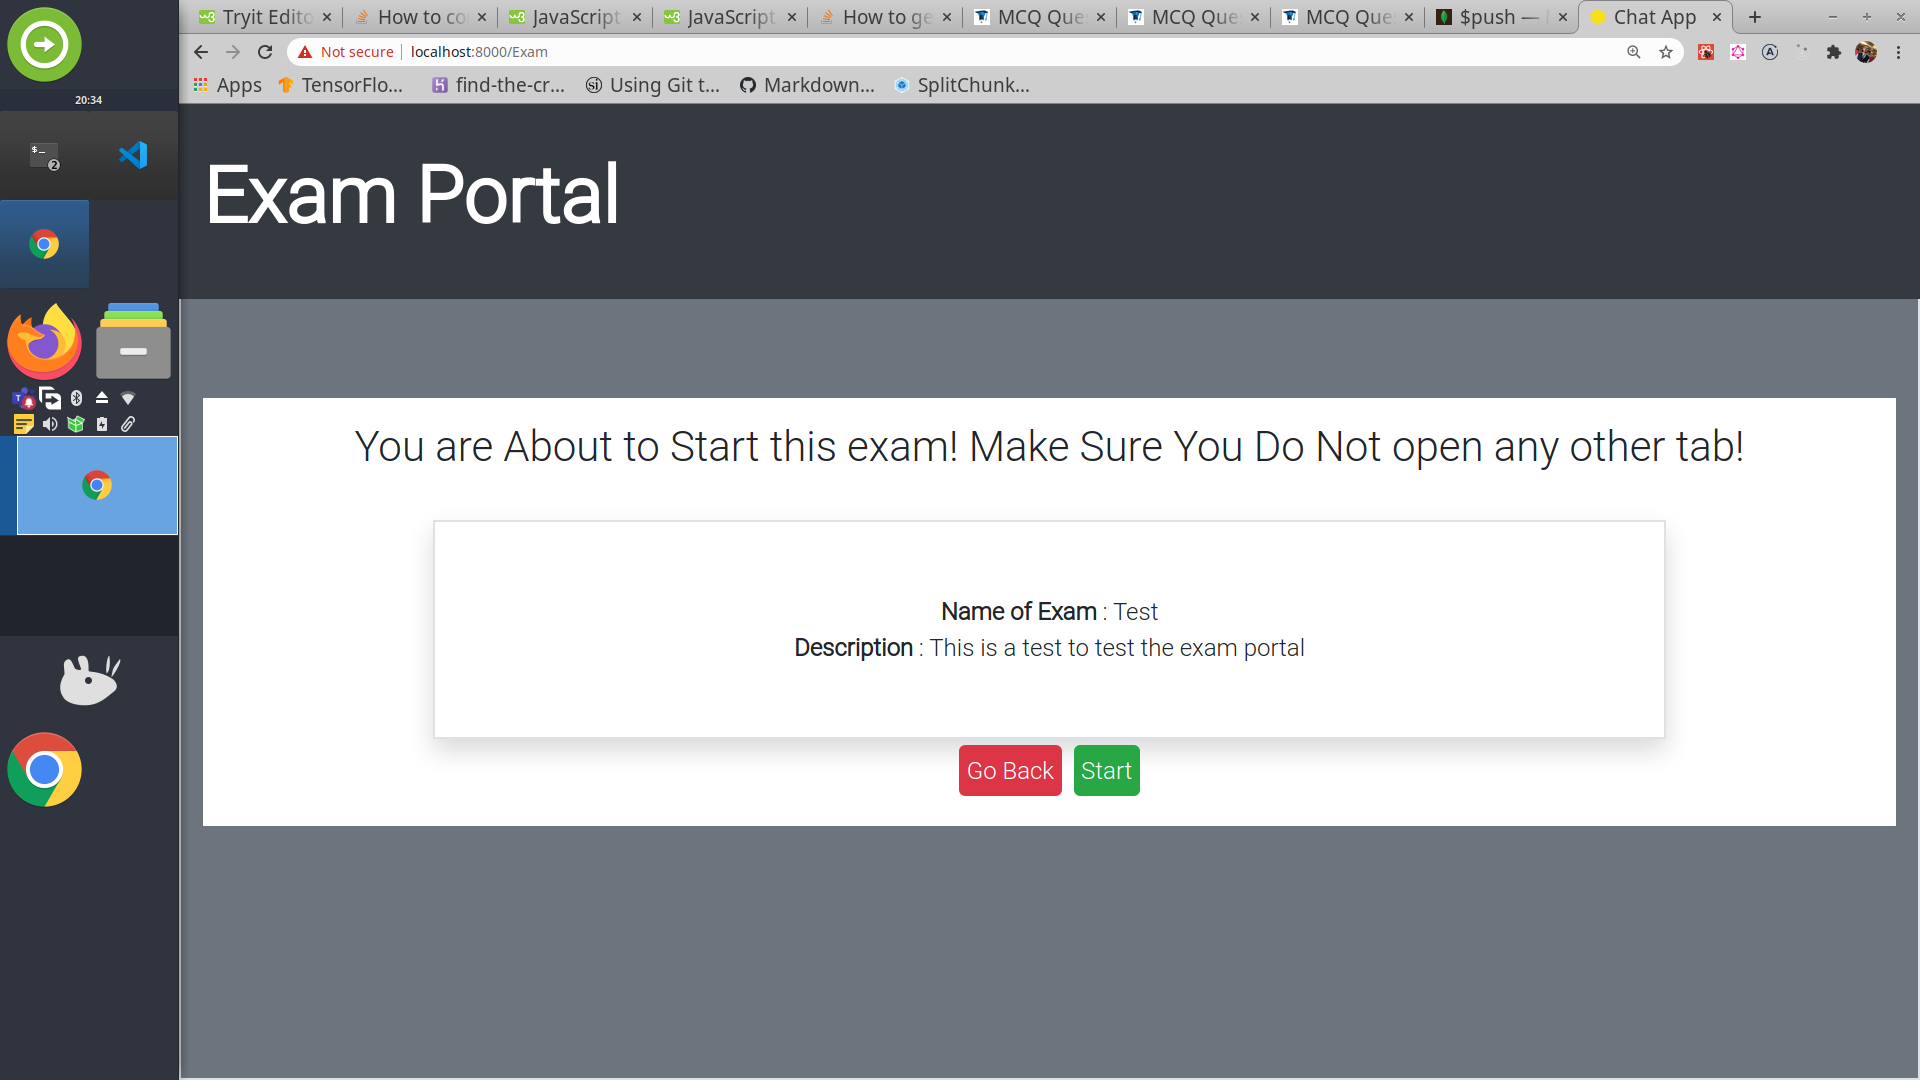 Tryit Edito
How to co
JavaScript
JavaScript
How to ge
MCQ Que
MCQ Que
MCQ Que
$push —
Chat App
Not secure
localhost:8000/Exam
Apps
TensorFlo...
find-the-cr...
Using Git t...
Markdown...
SplitChunk...
20:34
$_
2
Exam Portal
You are About to Start this exam! Make Sure You Do Not open any other tab!
Name of Exam : Test
Description : This is a test to test the exam portal
Go Back Start